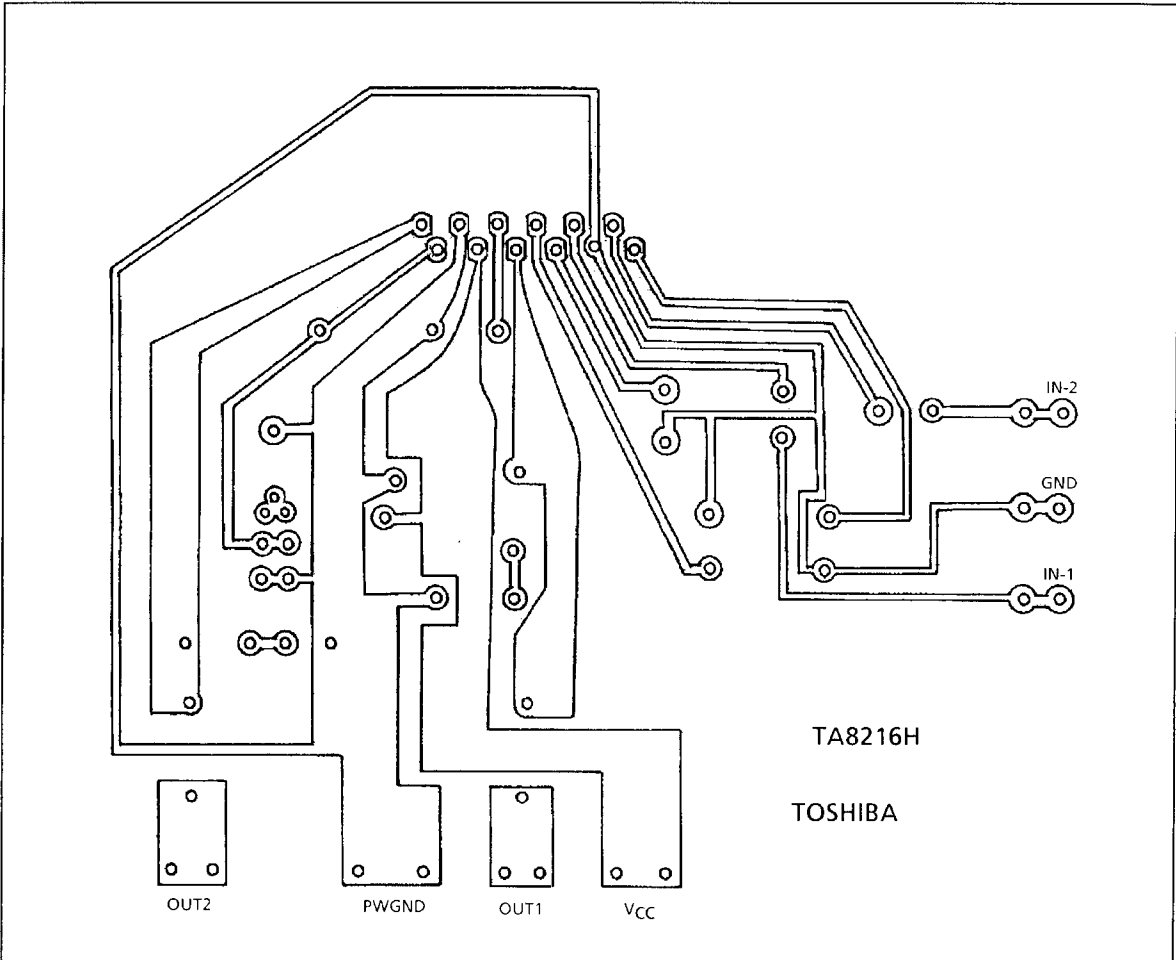 IN-2
GND
IN-1
TA8216H
TOSHIBA
OUT2
PWGND
OUT1
VCC